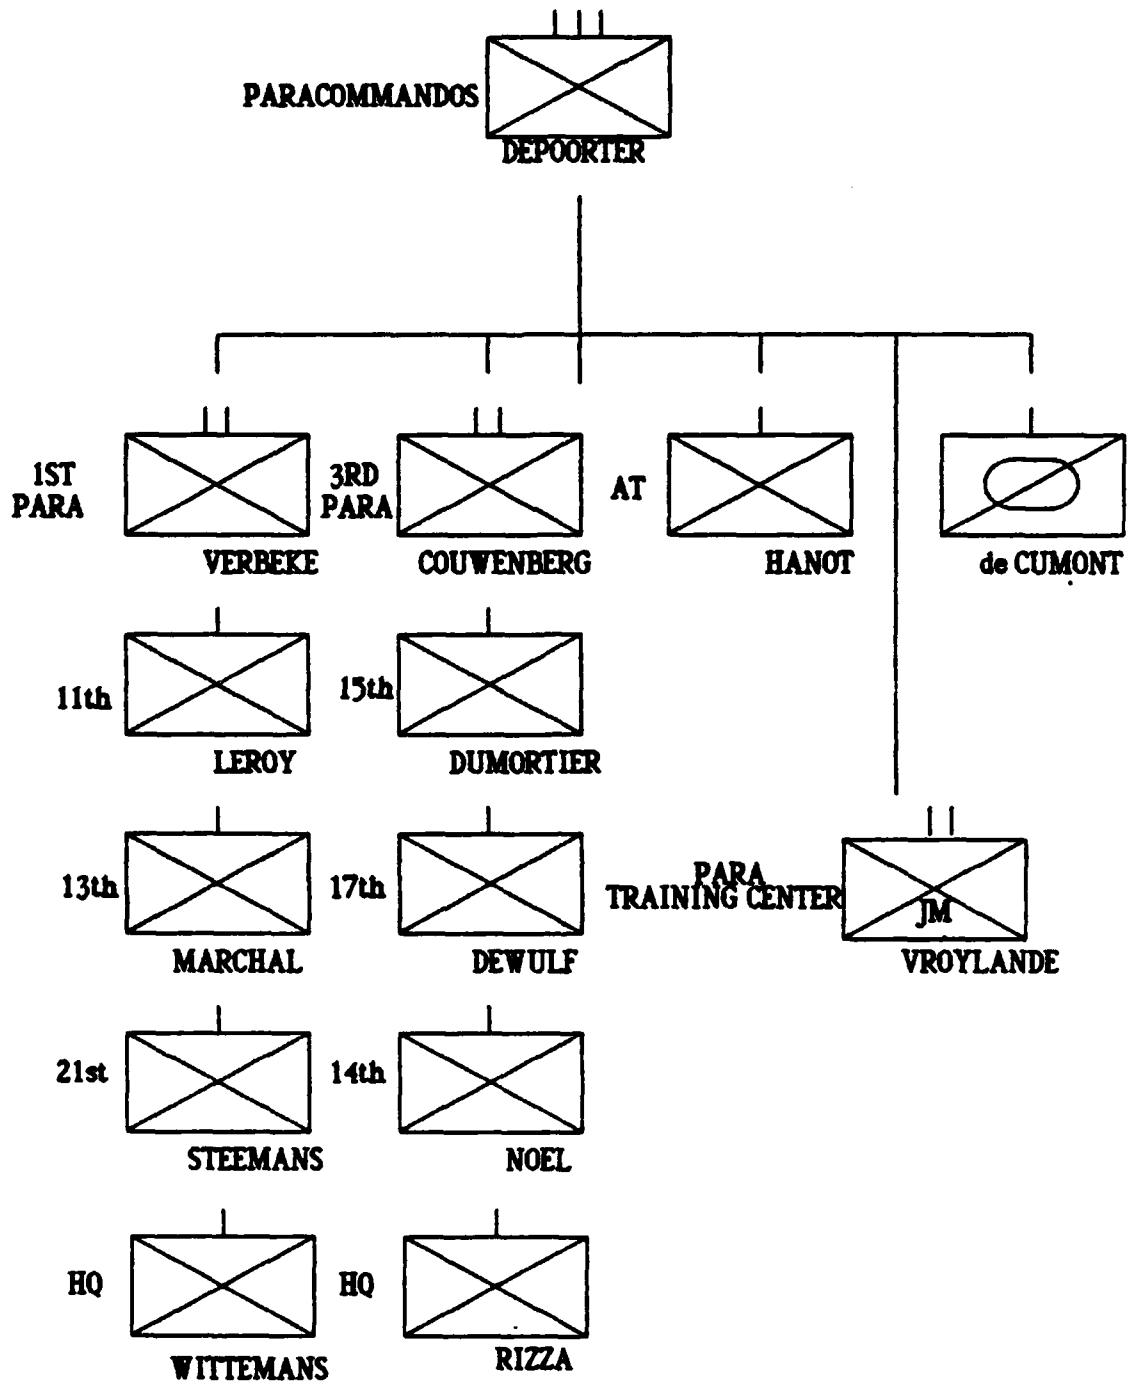 PARACOMMANDOS
DEPOORTER
1ST
PARA
VERBEKE
3RD
PARA
COUWENBERG
AT
HANOT
de CUMONT
11th
LEROY
15th
DUMORTIER
13th
MARCHAL
17th
DEWULF
PARA
TRAINING CENTER
JM
VROYLANDE
21st
STEEMANS
14th
NOEL
HQ
WITTEMANS
HQ
RIZZA